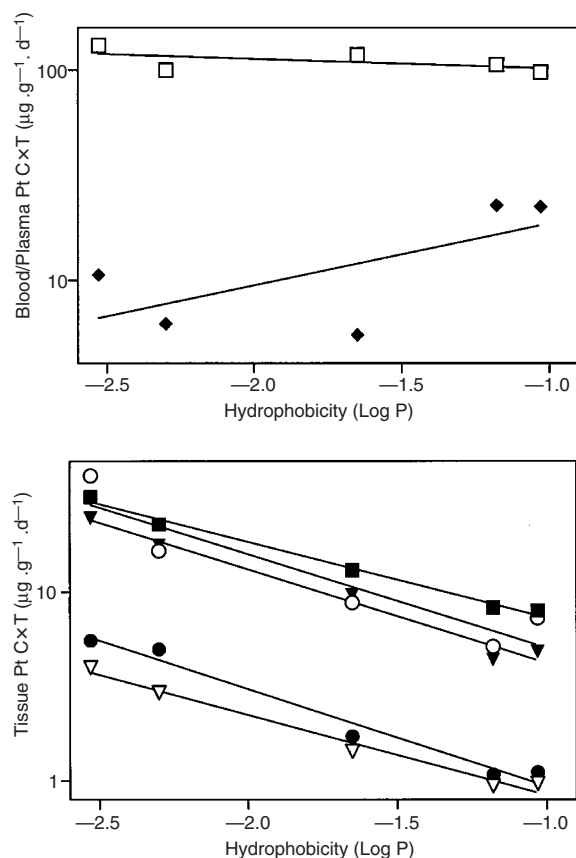 Blood/Plasma Pt C×T (µg .g⁻¹. d⁻¹)
100
10
—2.5 —2.0 —1.5 —1.0
Hydrophobicity (Log P)
Tissue Pt C×T (µg .g⁻¹ .d⁻¹)
10
1
—2.5 —2.0 —1.5 —1.0
Hydrophobicity (Log P)